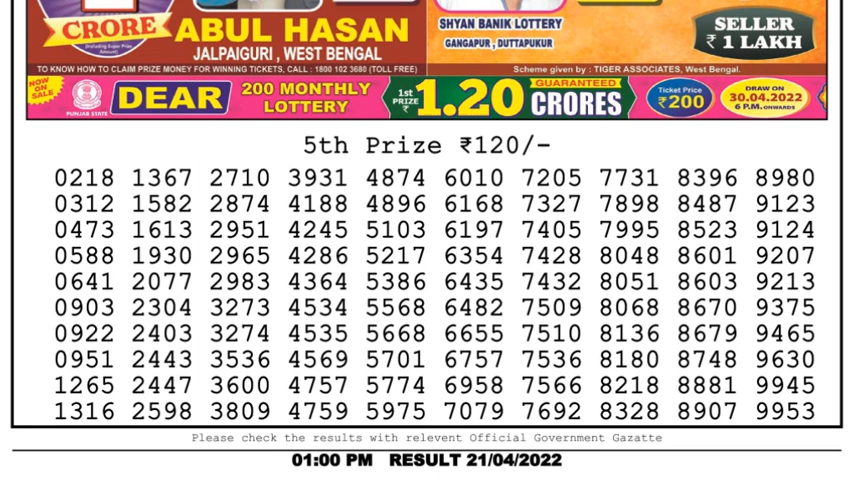 CRORE
(Including Super Prize Amount)
ABUL HASAN
JALPAIGURI, WEST BENGAL
SHYAN BANIK LOTTERY
GANGAPUR, DUTTAPUKUR
SELLER
₹ 1 LAKH
TO KNOW HOW TO CLAIM PRIZE MONEY FOR WINNING TICKETS, CALL : 1800 102 3680 (TOLL FREE)
Scheme given by : TIGER ASSOCIATES, West Bengal.
NOW ON SALE
PUNJAB STATE
DEAR
200 MONTHLY
LOTTERY
1st PRIZE ₹
1.20
GUARANTEED
CRORES
Ticket Price
₹200
DRAW ON
30.04.2022
6 P.M. ONWARDS
5th Prize ₹120/-
0218 1367 2710 3931 4874 6010 7205 7731 8396 8980
0312 1582 2874 4188 4896 6168 7327 7898 8487 9123
0473 1613 2951 4245 5103 6197 7405 7995 8523 9124
0588 1930 2965 4286 5217 6354 7428 8048 8601 9207
0641 2077 2983 4364 5386 6435 7432 8051 8603 9213
0903 2304 3273 4534 5568 6482 7509 8068 8670 9375
0922 2403 3274 4535 5668 6655 7510 8136 8679 9465
0951 2443 3536 4569 5701 6757 7536 8180 8748 9630
1265 2447 3600 4757 5774 6958 7566 8218 8881 9945
1316 2598 3809 4759 5975 7079 7692 8328 8907 9953
Please check the results with relevent Official Government Gazatte
01:00 PM RESULT 21/04/2022